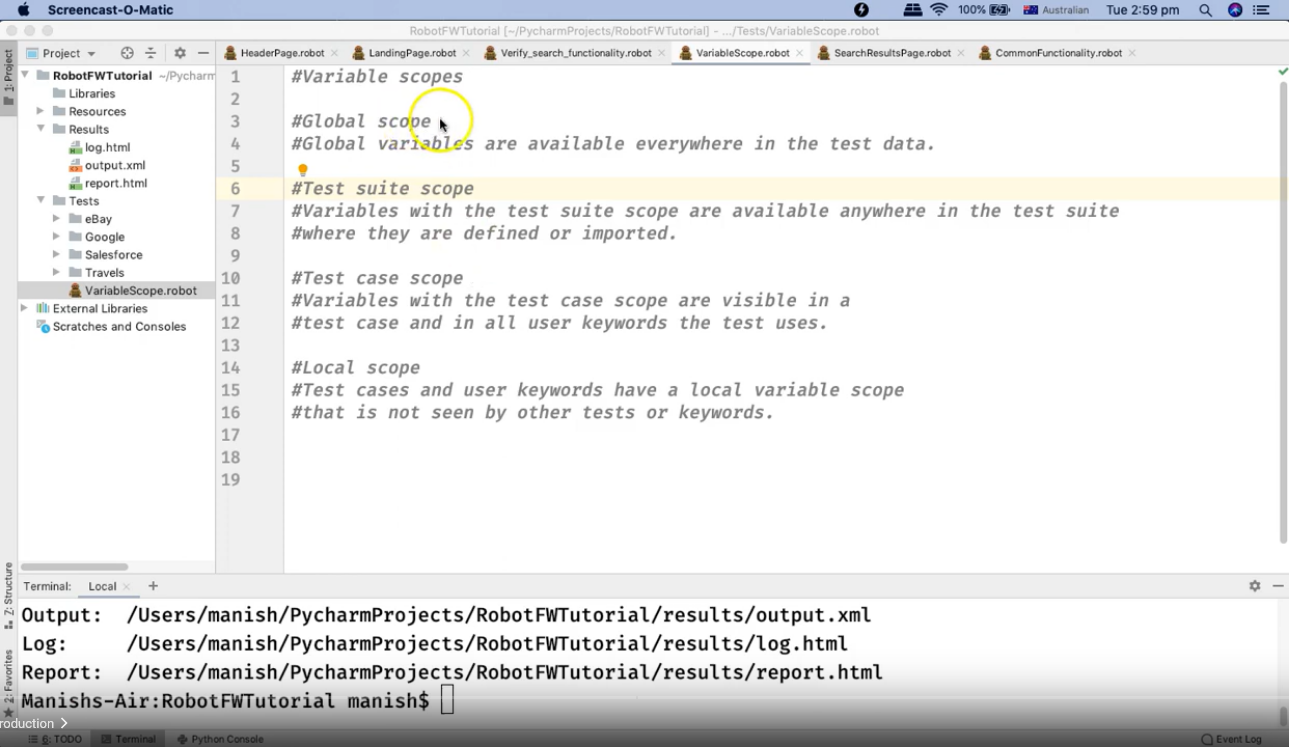 Screencast-O-Matic
100%
Australian
Tue 2:59 pm
RobotFWTutorial [~/PycharmProjects/RobotFWTutorial] - .../Tests/VariableScope.robot
1: Project
Project
HeaderPage.robot
LandingPage.robot
Verify_search_functionality.robot
VariableScope.robot
SearchResultsPage.robot
CommonFunctionality.robot
RobotFWTutorial ~/Pycharm
Libraries
Resources
Results
log.html
output.xml
report.html
Tests
eBay
Google
Salesforce
Travels
VariableScope.robot
External Libraries
Scratches and Consoles
1 #Variable scopes
2
3 #Global scope
4 #Global variables are available everywhere in the test data.
5
6 #Test suite scope
7 #Variables with the test suite scope are available anywhere in the test suite
8 #where they are defined or imported.
9
10 #Test case scope
11 #Variables with the test case scope are visible in a
12 #test case and in all user keywords the test uses.
13
14 #Local scope
15 #Test cases and user keywords have a local variable scope
16 #that is not seen by other tests or keywords.
17
18
19
Z: Structure
2: Favorites
Terminal: Local +
Output: /Users/manish/PycharmProjects/RobotFWTutorial/results/output.xml
Log: /Users/manish/PycharmProjects/RobotFWTutorial/results/log.html
Report: /Users/manish/PycharmProjects/RobotFWTutorial/results/report.html
Manishs-Air:RobotFWTutorial manish$
roduction
6: TODO
Terminal
Python Console
Event Log